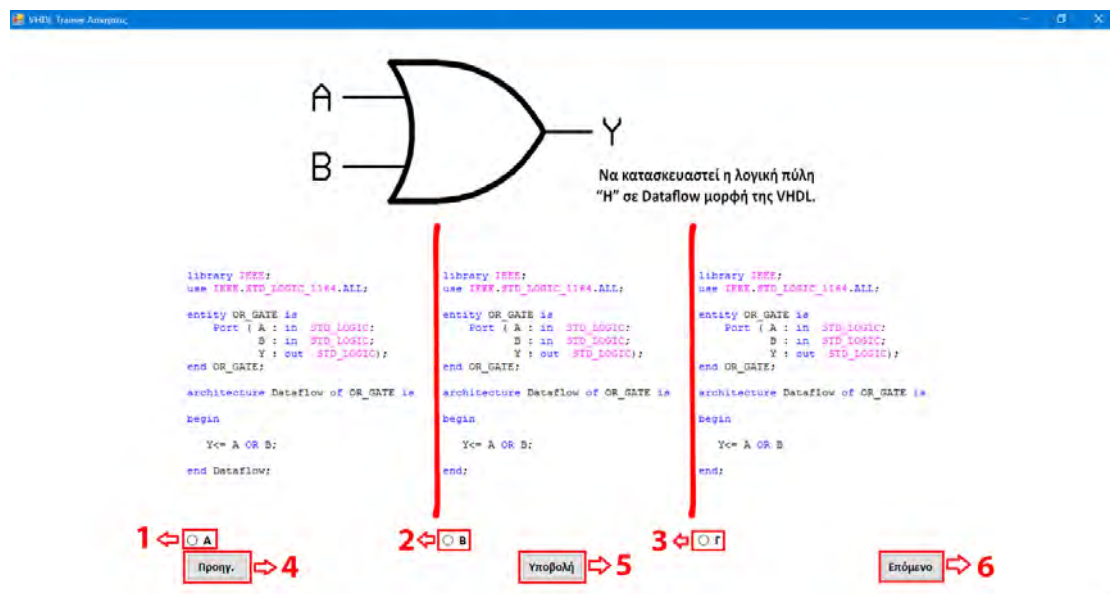 VHDL Trainer Ασκήσεις
A
B
Y
Να κατασκευαστεί η λογική πύλη
“Η” σε Dataflow μορφή της VHDL.
library IEEE;
use IEEE.STD_LOGIC_1164.ALL;
entity OR_GATE is
Port ( A : in STD_LOGIC;
B : in STD_LOGIC;
Y : out STD_LOGIC);
end OR_GATE;
architecture Dataflow of OR_GATE is
begin
Y<= A OR B;
end Dataflow;
library IEEE;
use IEEE.STD_LOGIC_1164.ALL;
entity OR_GATE is
Port ( A : in STD_LOGIC;
B : in STD_LOGIC;
Y : out STD_LOGIC);
end OR_GATE;
architecture Dataflow of OR_GATE is
begin
Y<= A OR B;
end;
library IEEE;
use IEEE.STD_LOGIC_1164.ALL;
entity OR_GATE is
Port ( A : in STD_LOGIC;
B : in STD_LOGIC;
Y : out STD_LOGIC);
end OR_GATE;
architecture Dataflow of OR_GATE is
begin
Y<= A OR B
end;
1 Α
2 Β
3 Γ
Προηγ. 4
Υποβολή 5
Επόμενο 6